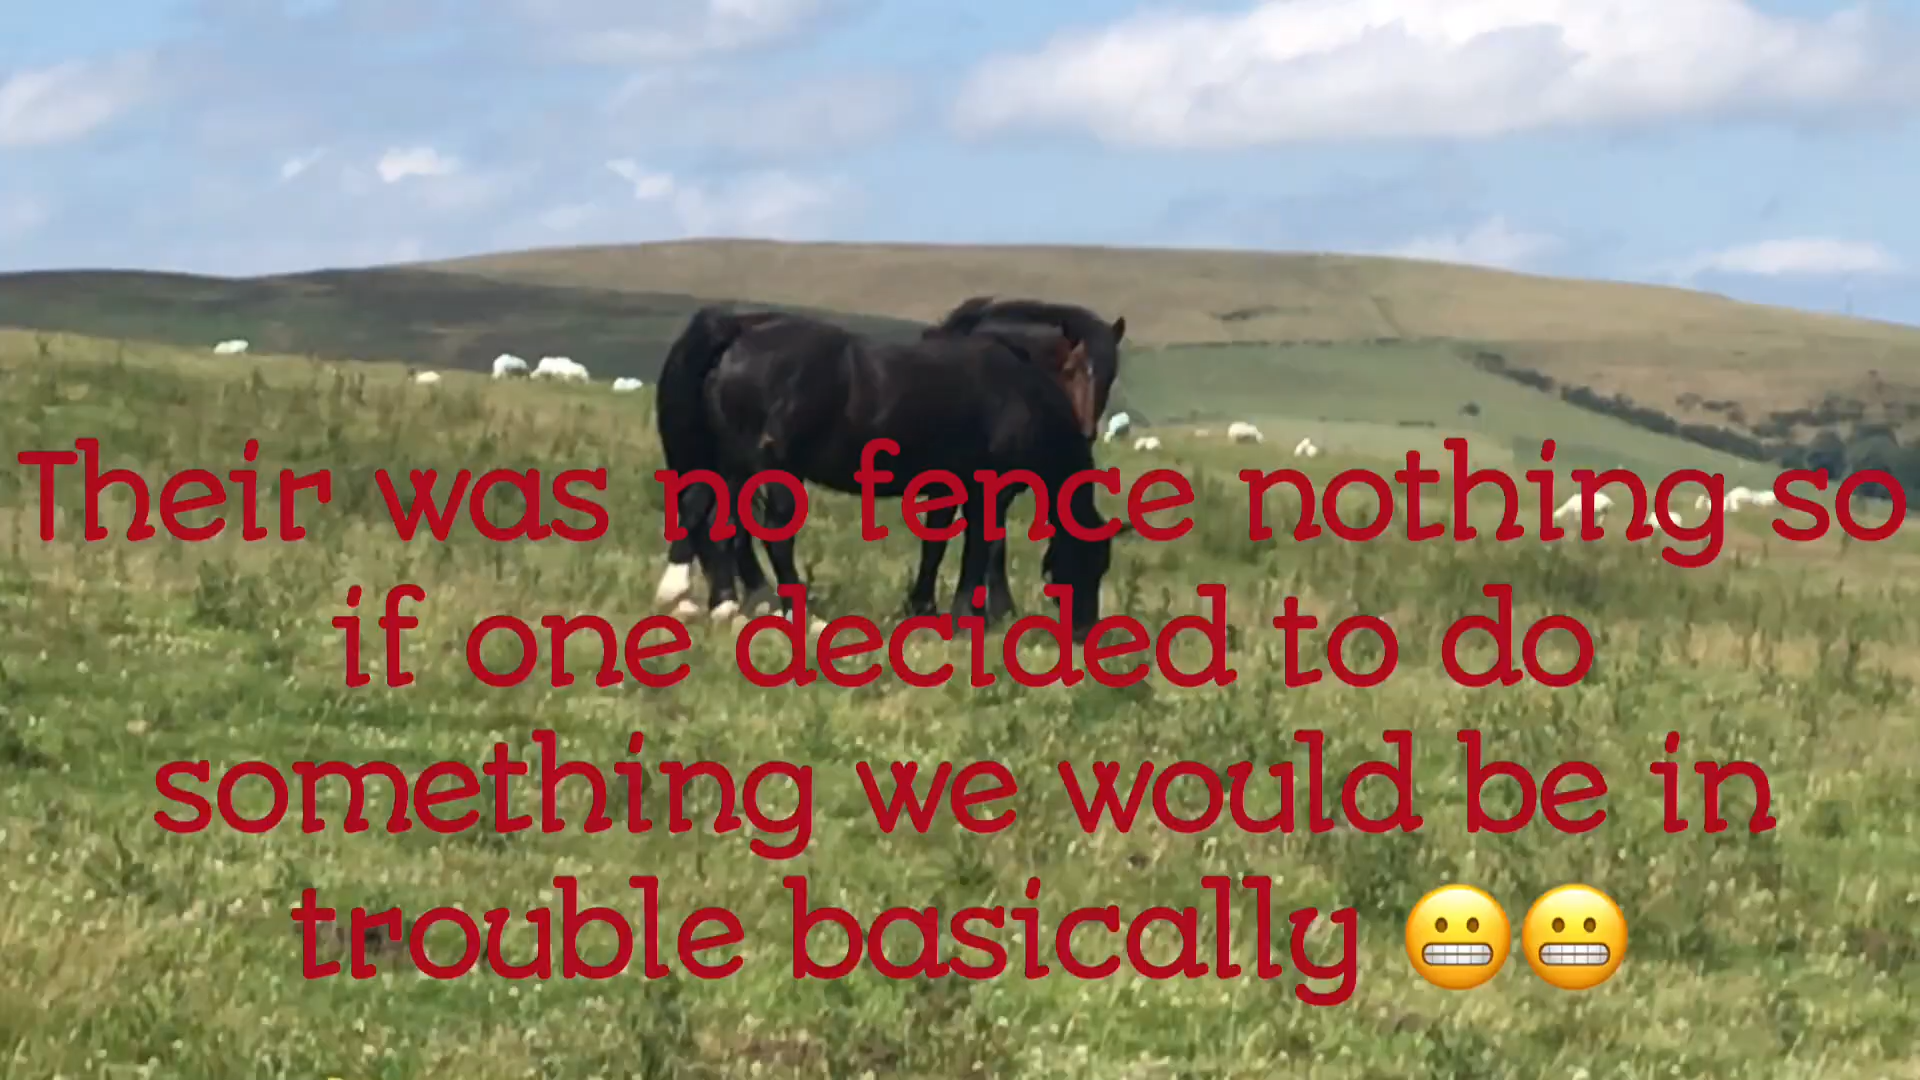 Their was no fence nothing so
if one decided to do
something we would be in
trouble basically 😬😬